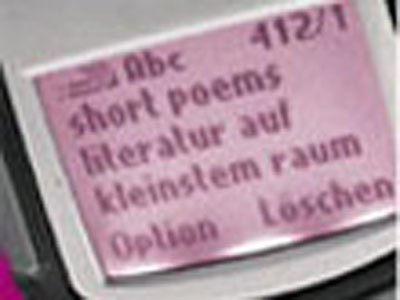 Abc 412/1
short poems
literatur auf
kleinstem raum
Option Löschen